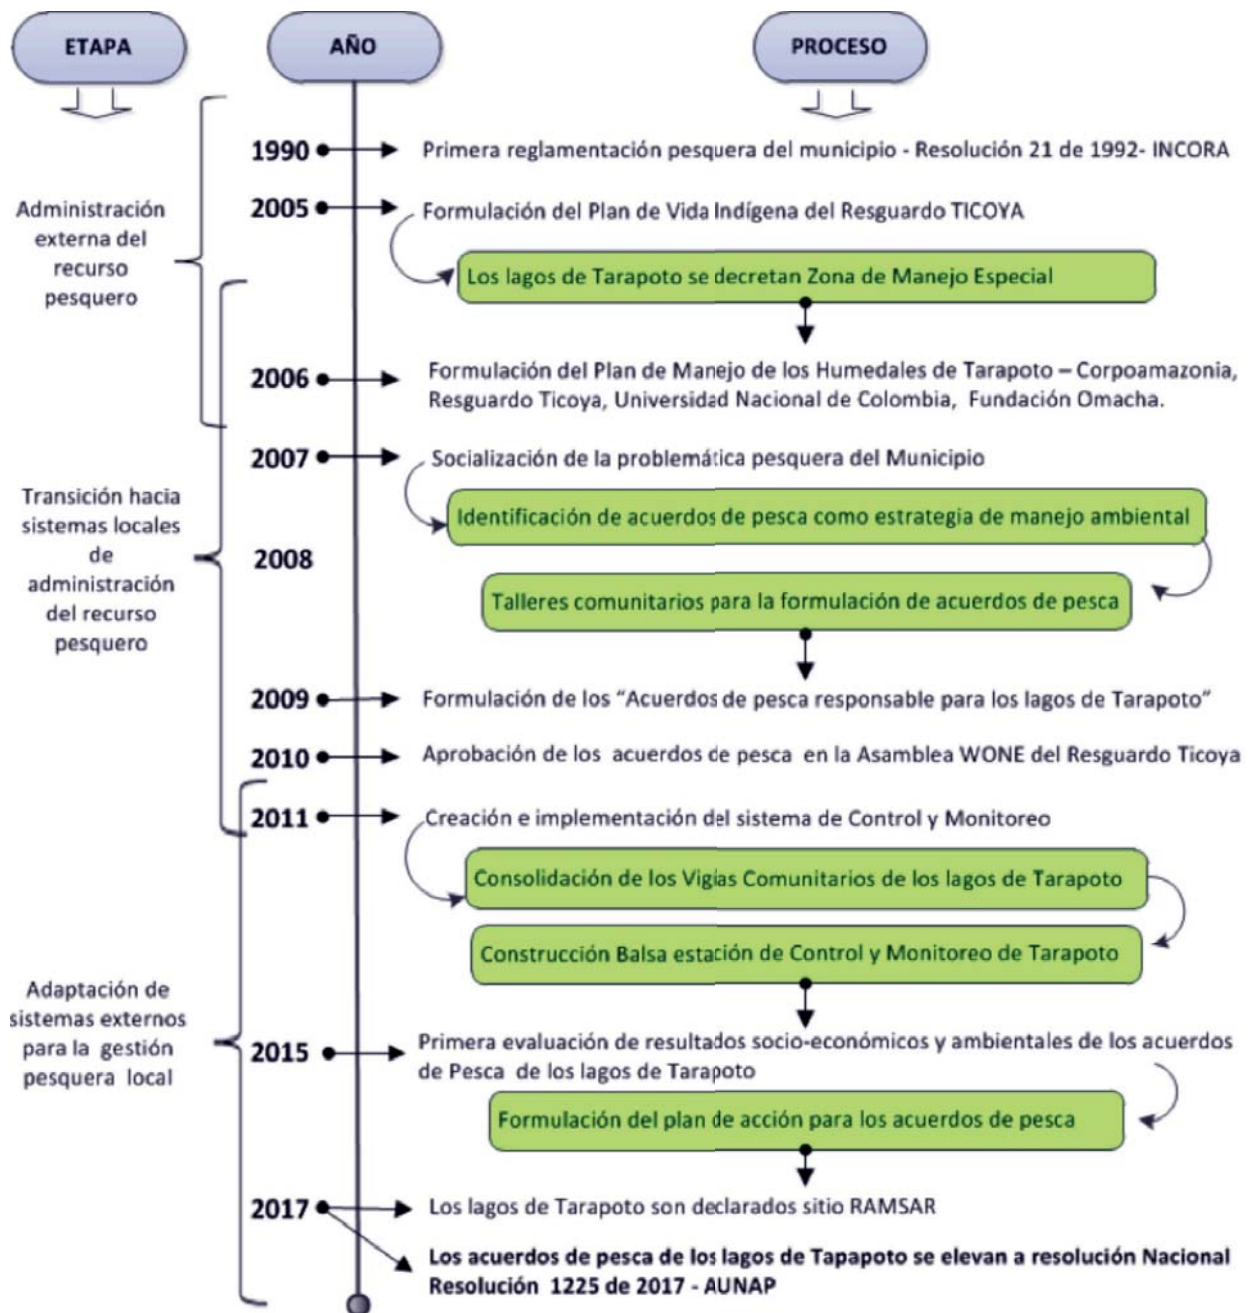 ETAPA
AÑO
PROCESO
Administración
externa del
recurso
pesquero
1990
Primera reglamentación pesquera del municipio - Resolución 21 de 1992- INCORA
2005
Formulación del Plan de Vida Indígena del Resguardo TICOYA
Los lagos de Tarapoto se decretan Zona de Manejo Especial
2006
Formulación del Plan de Manejo de los Humedales de Tarapoto – Corpoamazonia,
Resguardo Ticoya, Universidad Nacional de Colombia, Fundación Omacha.
Transición hacia
sistemas locales
de
administración
del recurso
pesquero
2007
Socialización de la problemática pesquera del Municipio
Identificación de acuerdos de pesca como estrategia de manejo ambiental
2008
Talleres comunitarios para la formulación de acuerdos de pesca
2009
Formulación de los “Acuerdos de pesca responsable para los lagos de Tarapoto”
2010
Aprobación de los acuerdos de pesca en la Asamblea WONE del Resguardo Ticoya
2011
Creación e implementación del sistema de Control y Monitoreo
Consolidación de los Vigias Comunitarios de los lagos de Tarapoto
Construcción Balsa estación de Control y Monitoreo de Tarapoto
Adaptación de
sistemas externos
para la gestión
pesquera local
2015
Primera evaluación de resultados socio-económicos y ambientales de los acuerdos
de Pesca de los lagos de Tarapoto
Formulación del plan de acción para los acuerdos de pesca
2017
Los lagos de Tarapoto son declarados sitio RAMSAR
Los acuerdos de pesca de los lagos de Tapapoto se elevan a resolución Nacional
Resolución 1225 de 2017 - AUNAP